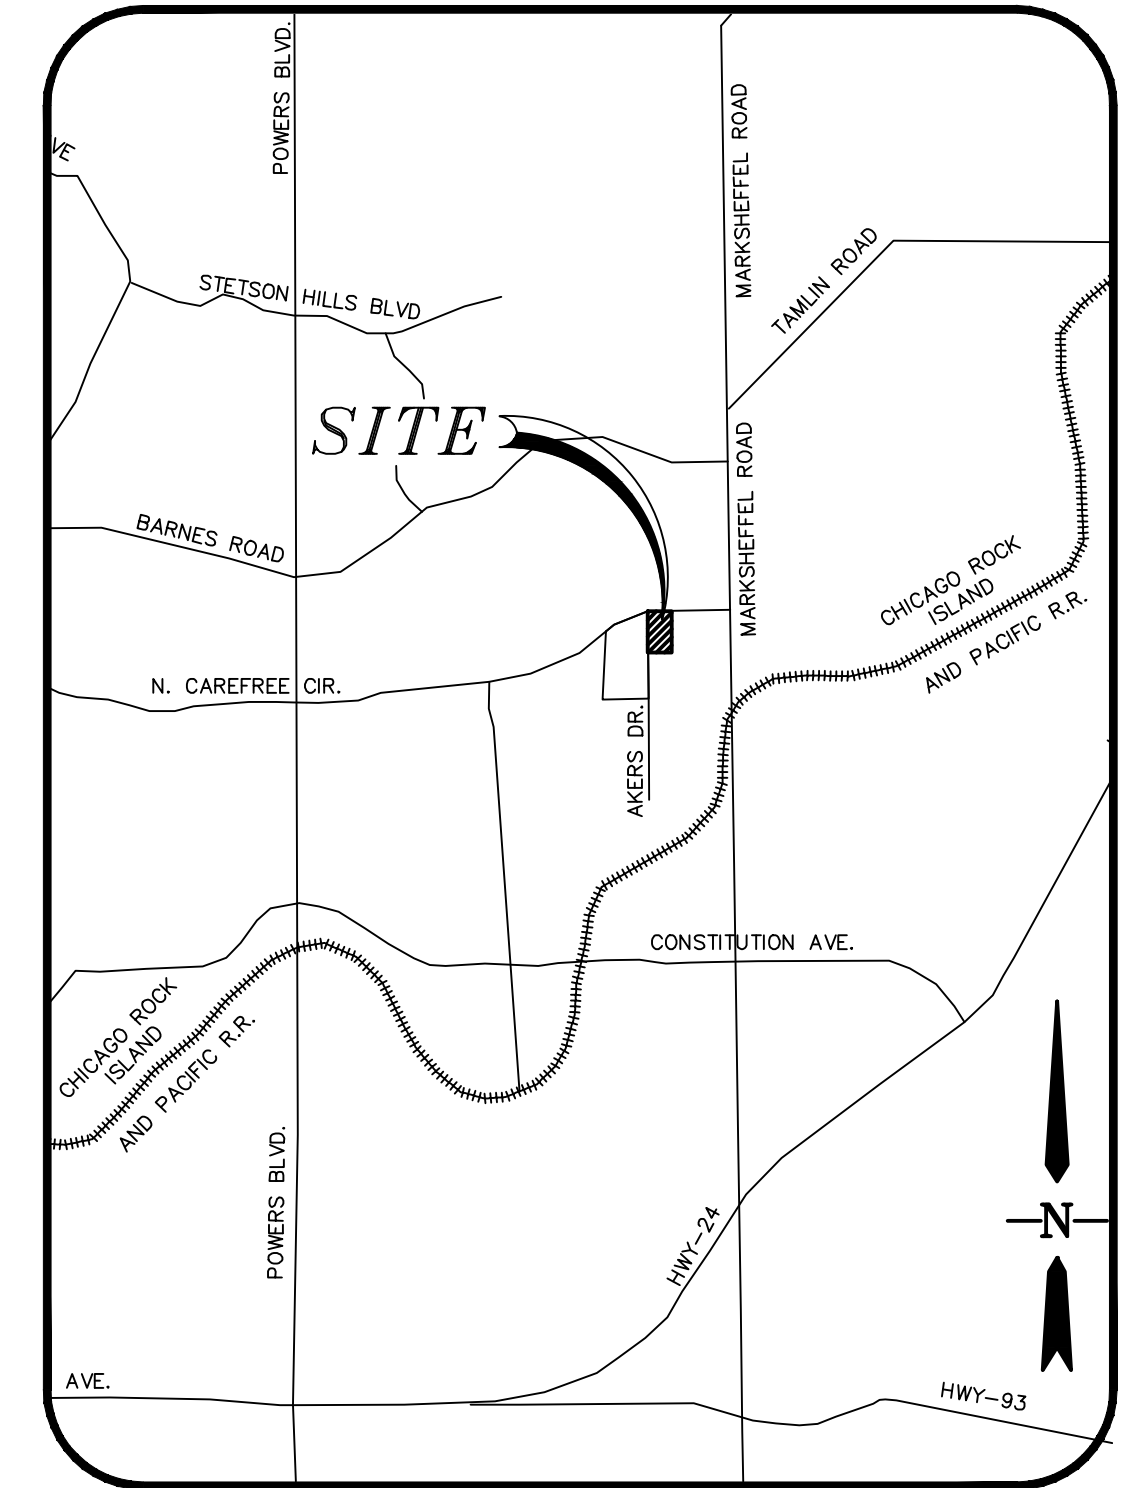 POWERS BLVD.
MARKSHEFFEL ROAD
VE
TAMLIN ROAD
STETSON HILLS BLVD
SITE
MARKSHEFFEL ROAD
BARNES ROAD
CHICAGO ROCK
ISLAND
AND PACIFIC R.R.
N. CAREFREE CIR.
AKERS DR.
CONSTITUTION AVE.
CHICAGO ROCK
ISLAND
AND PACIFIC R.R.
POWERS BLVD.
HWY-24
N
AVE.
HWY-93